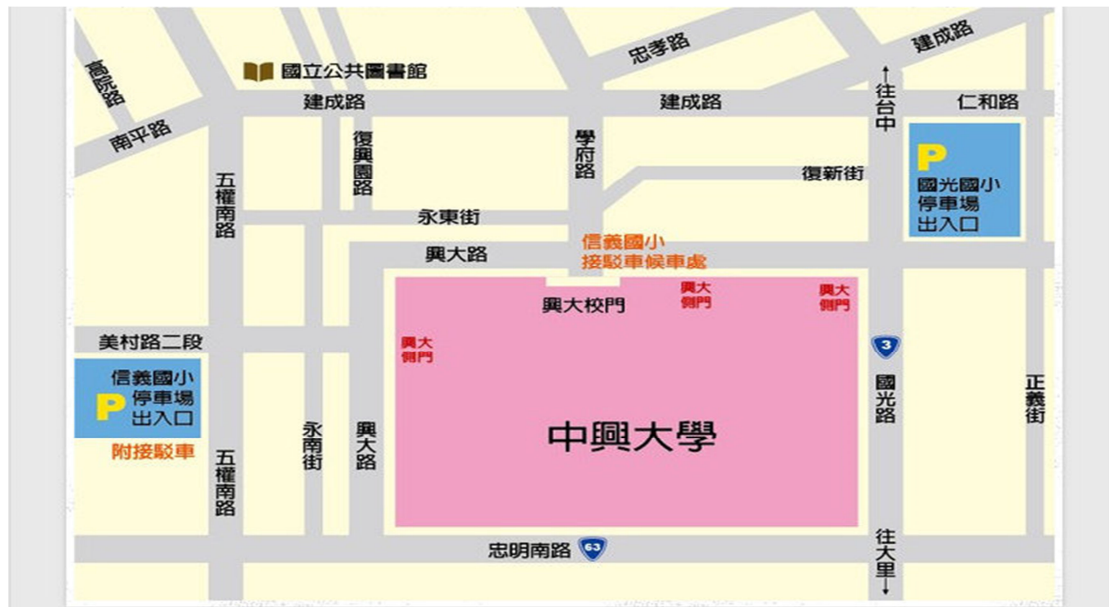 忠孝路
建成路
高院路
國立公共圖書館
↑往台中
建成路
建成路
仁和路
南平路
復興園路
學府路
P
復新街
國光國小
停車場
出入口
五權南路
永東街
信義國小
接駁車候車處
興大路
興大
側門
興大
側門
興大校門
美村路二段
興大
側門
3
信義國小
停車場
出入口
P
國光路
正義街
中興大學
永南街
興大路
附接駁車
五權南路
忠明南路
63
往大里↓